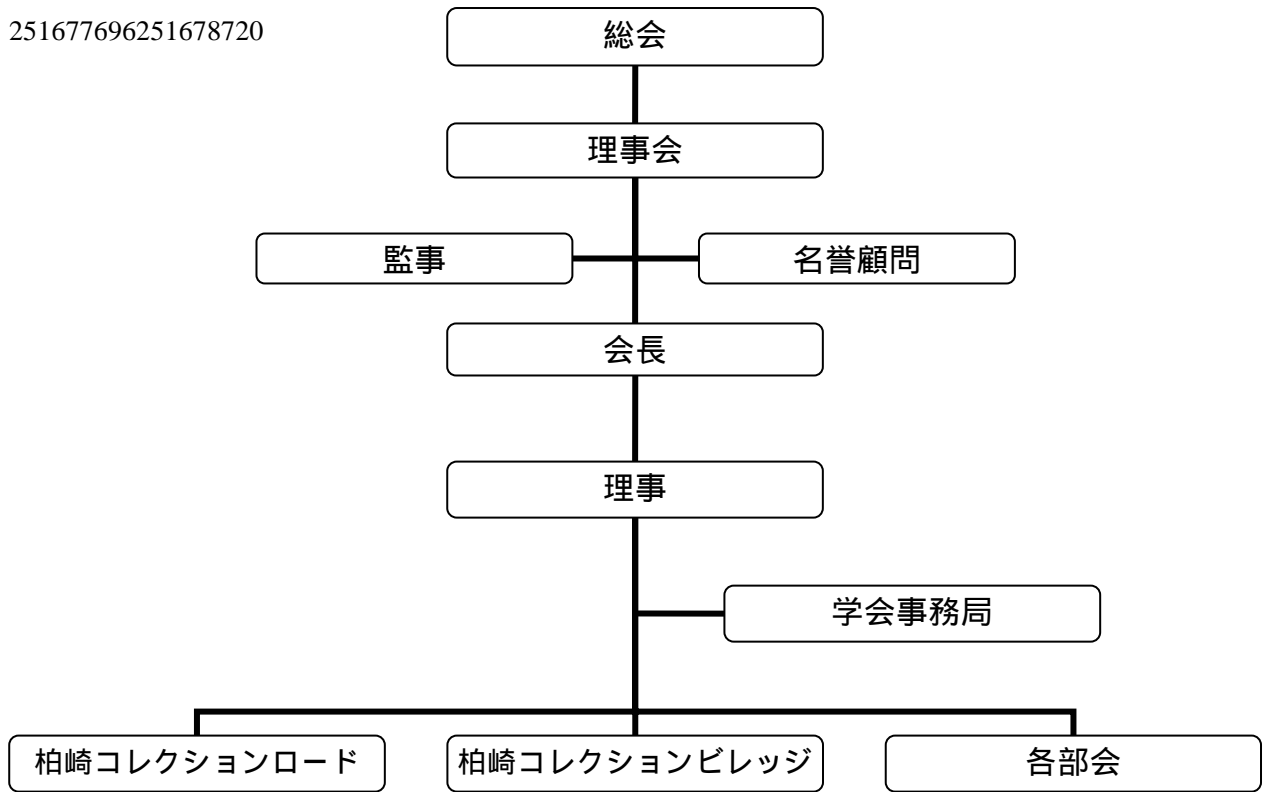 251677696251678720
総会
理事会
監事
名誉顧問
会長
理事
学会事務局
柏崎コレクションロード
柏崎コレクションビレッジ
各部会